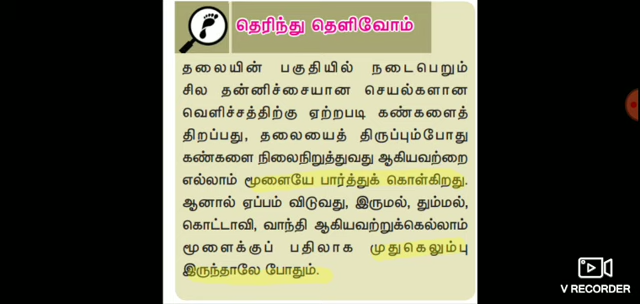 தெரிந்து தெளிவோம்
தலையின் பகுதியில் நடைபெறும்
சில தன்னிச்சையான செயல்களான
வெளிச்சத்திற்கு ஏற்றபடி கண்களைத்
திறப்பது, தலையைத் திருப்பும்போது
கண்களை நிலைநிறுத்துவது ஆகியவற்றை
எல்லாம் மூளையே பார்த்துக் கொள்கிறது.
ஆனால் ஏப்பம் விடுவது, இருமல், தும்மல்,
கொட்டாவி, வாந்தி ஆகியவற்றுக்கெல்லாம்
மூளைக்குப் பதிலாக முதுகெலும்பு
இருந்தாலே போதும்.
V RECORDER